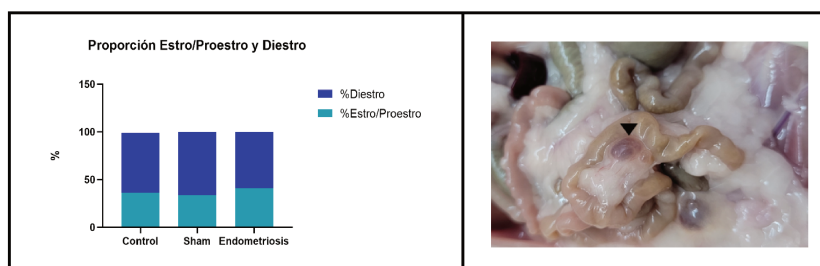 Proporción Estro/Proestro y Diestro
150
100
50
0
%
%Diestro
%Estro/Proestro
Control Sham Endometriosis